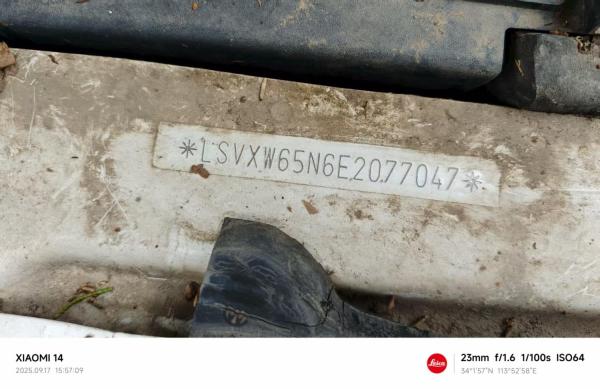 *LSVXW65N6E2077047*
XIAOMI 14
2025.09.17 15:57:09
Leica
23mm f/1.6 1/100s ISO64
34°1'57"N 113°52'58"E